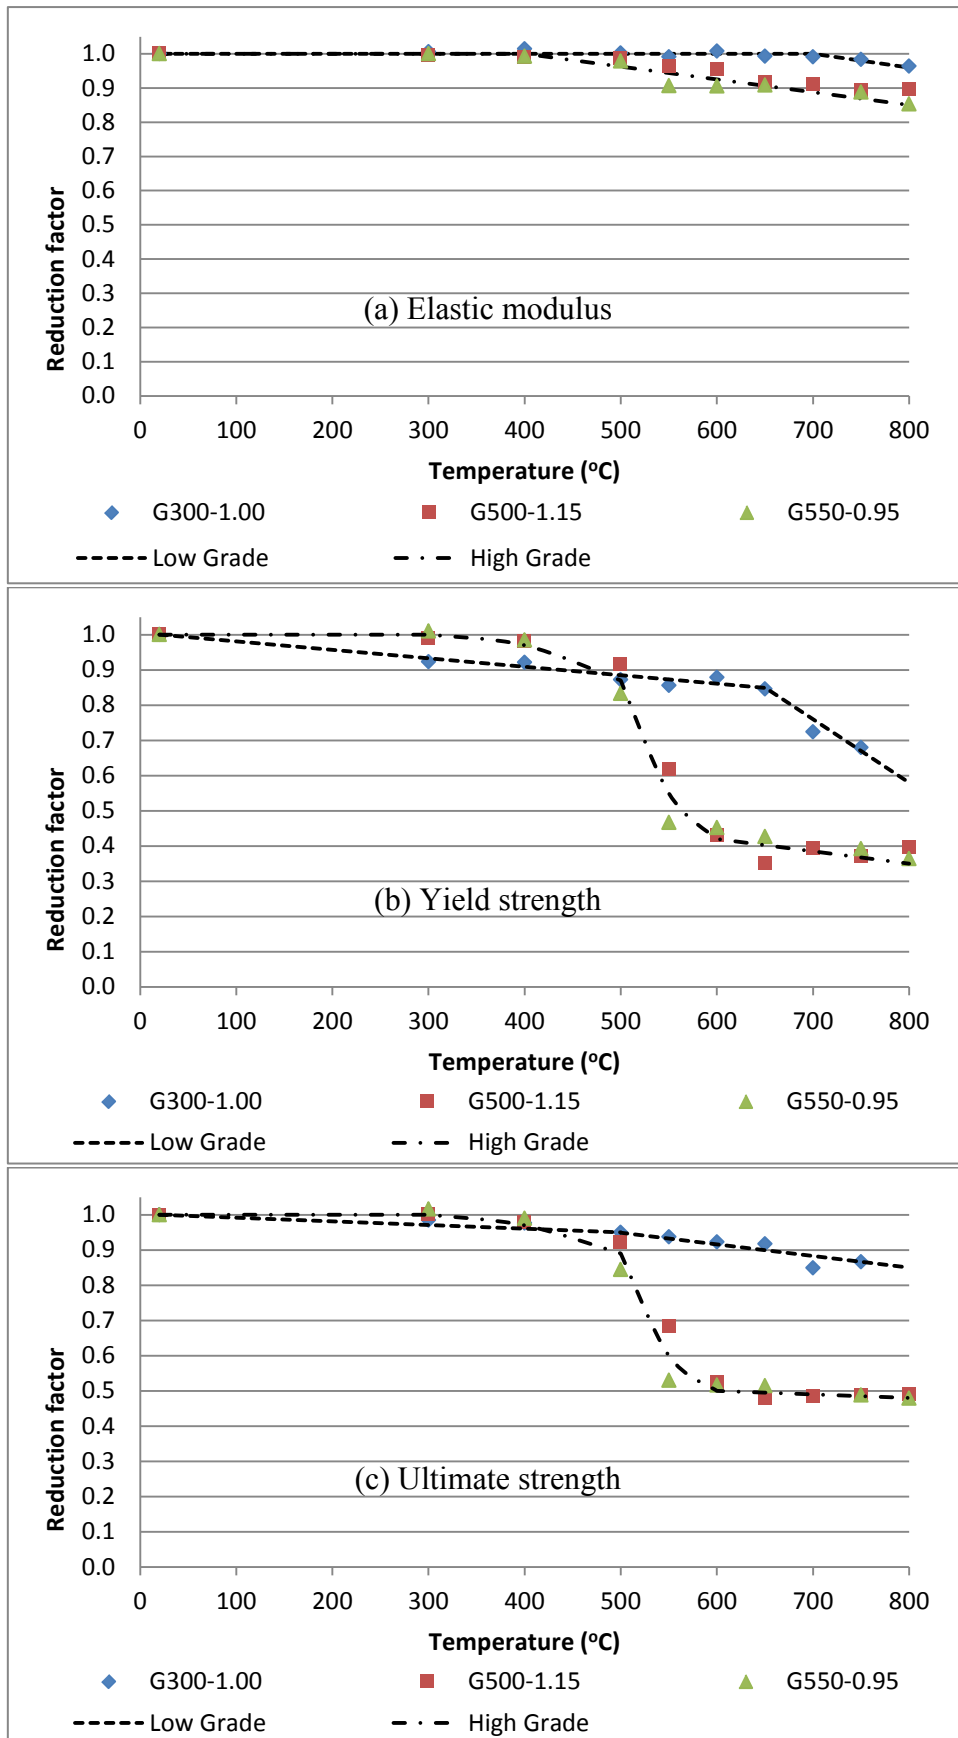 1.0
0.9
0.8
0.7
0.6
0.5
0.4
0.3
0.2
0.1
0.0
Reduction factor
(a) Elastic modulus
0 100 200 300 400 500 600 700 800
Temperature (ºC)
G300-1.00 G500-1.15 G550-0.95
Low Grade High Grade
1.0
0.9
0.8
0.7
0.6
0.5
0.4
0.3
0.2
0.1
0.0
Reduction factor
(b) Yield strength
0 100 200 300 400 500 600 700 800
Temperature (ºC)
G300-1.00 G500-1.15 G550-0.95
Low Grade High Grade
1.0
0.9
0.8
0.7
0.6
0.5
0.4
0.3
0.2
0.1
0.0
Reduction factor
(c) Ultimate strength
0 100 200 300 400 500 600 700 800
Temperature (ºC)
G300-1.00 G500-1.15 G550-0.95
Low Grade High Grade